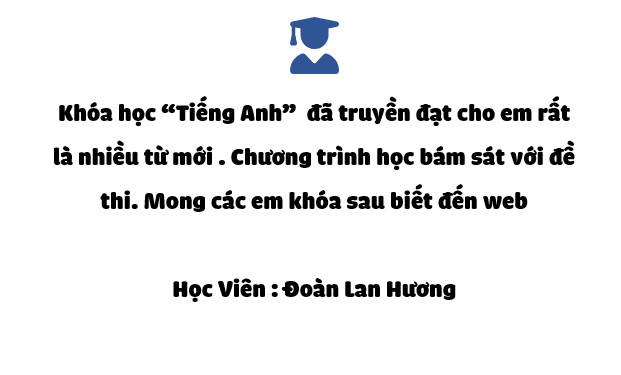 Khóa học “Tiếng Anh” đã truyền đạt cho em rất
là nhiều từ mới . Chương trình học bám sát với đề
thi. Mong các em khóa sau biết đến web
Học Viên : Đoàn Lan Hương